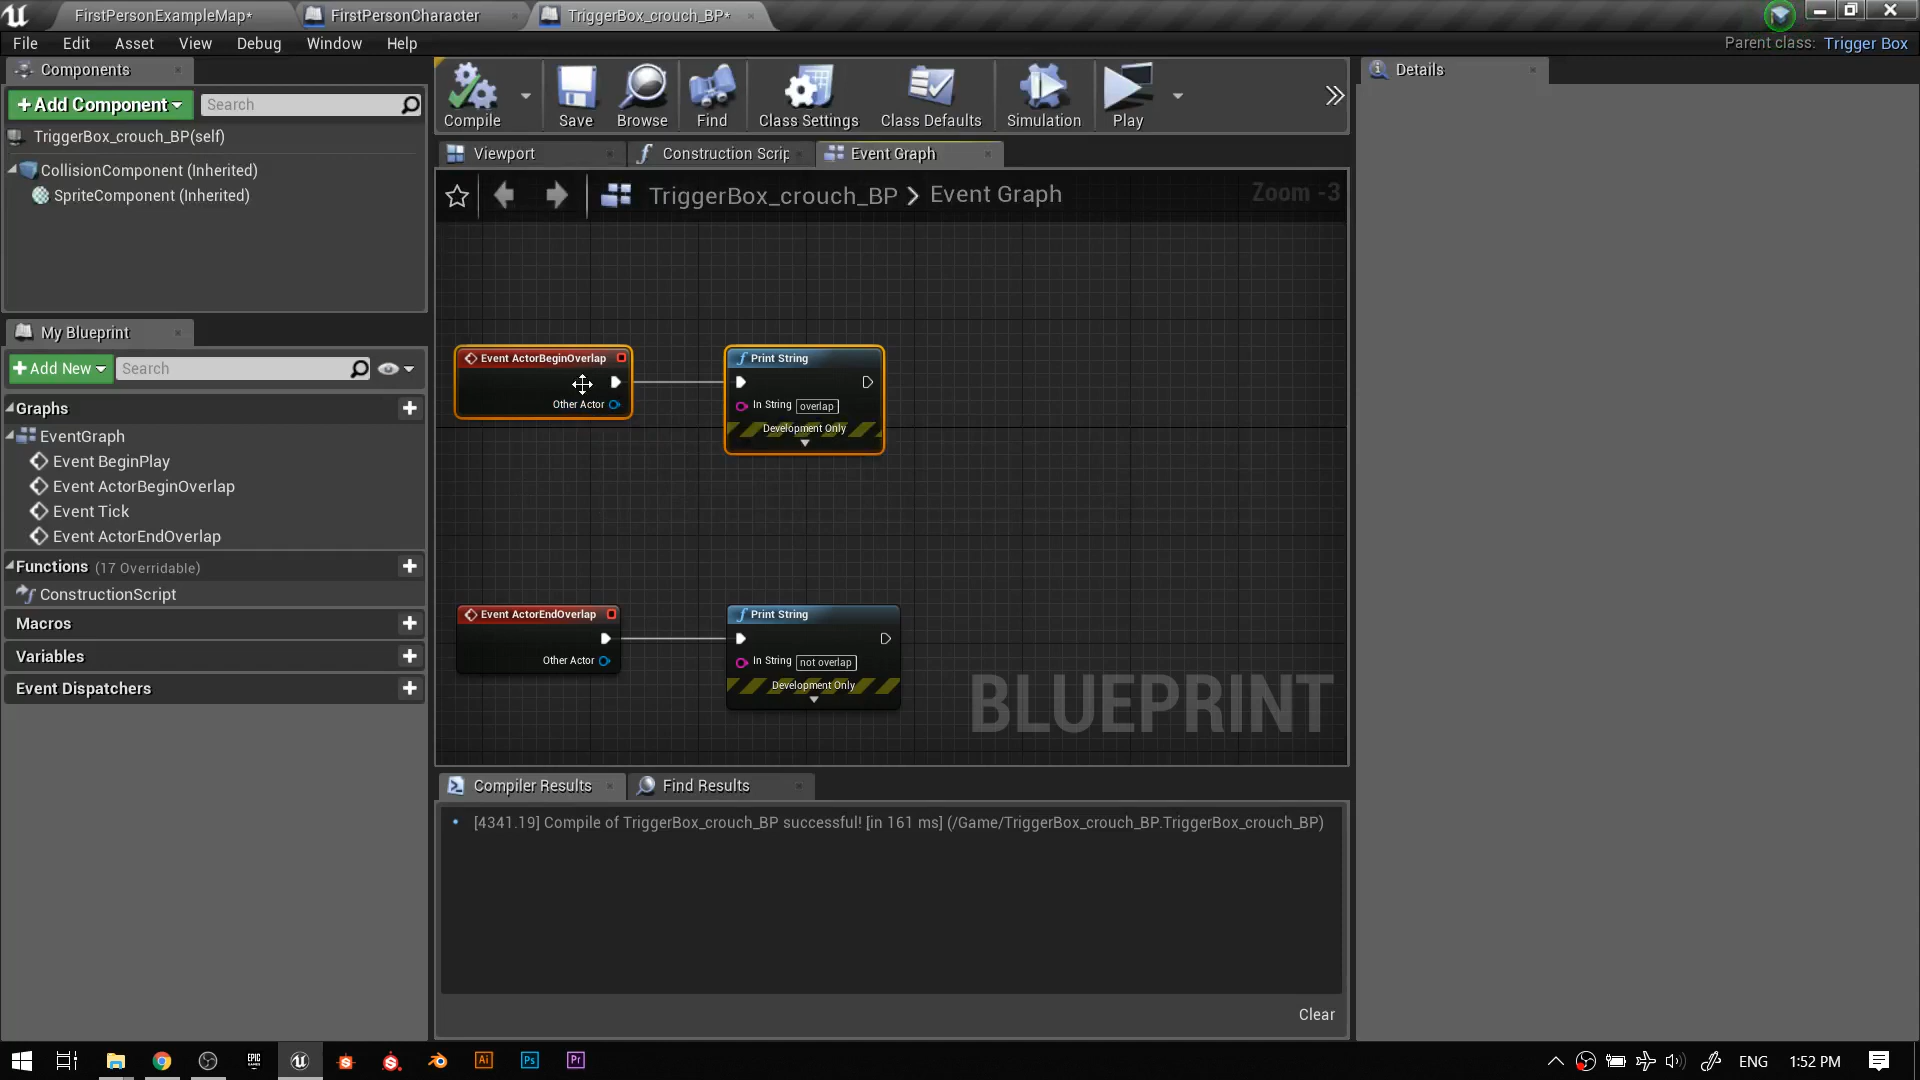 FirstPersonExampleMap*
FirstPersonCharacter
TriggerBox_crouch_BP*
File Edit Asset View Debug Window Help
Parent class: Trigger Box
Components
+Add Component
Search
TriggerBox_crouch_BP(self)
CollisionComponent (Inherited)
SpriteComponent (Inherited)
My Blueprint
+Add New
Search
Graphs
EventGraph
Event BeginPlay
Event ActorBeginOverlap
Event Tick
Event ActorEndOverlap
Functions (17 Overridable)
ConstructionScript
Macros
Variables
Event Dispatchers
Compile
Save
Browse
Find
Class Settings
Class Defaults
Simulation
Play
Viewport
Construction Scrip
Event Graph
TriggerBox_crouch_BP > Event Graph
Zoom -3
Event ActorBeginOverlap
Other Actor
Print String
In String overlap
Development Only
Event ActorEndOverlap
Other Actor
Print String
In String not overlap
Development Only
BLUEPRINT
Compiler Results
Find Results
[4341.19] Compile of TriggerBox_crouch_BP successful! [in 161 ms] (/Game/TriggerBox_crouch_BP.TriggerBox_crouch_BP)
Clear
Details
EPIC
GAMES
Ai
Ps
Pr
ENG
1:52 PM